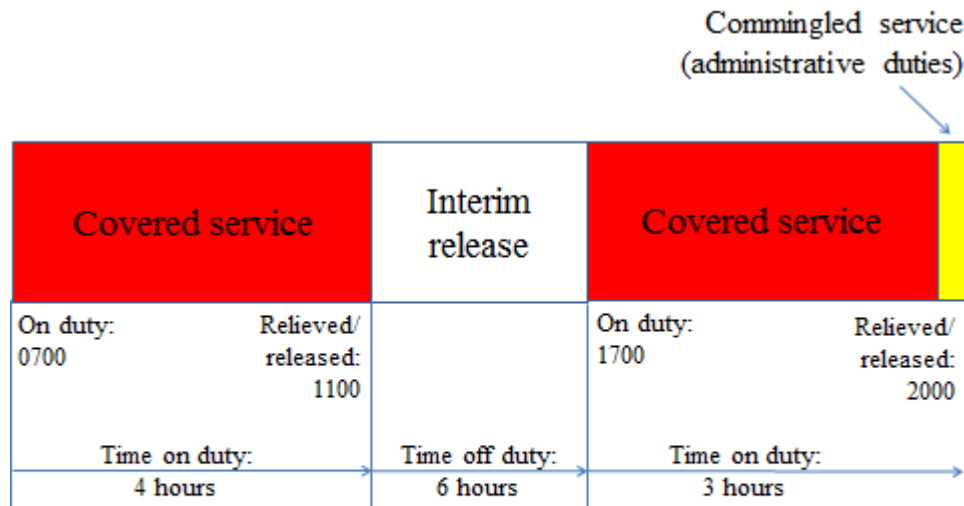 Commingled service
(administrative duties)
Covered service
Interim
release
Covered service
On duty:
0700
Relieved/
released:
1100
On duty:
1700
Relieved/
released:
2000
Time on duty:
4 hours
Time off duty:
6 hours
Time on duty:
3 hours